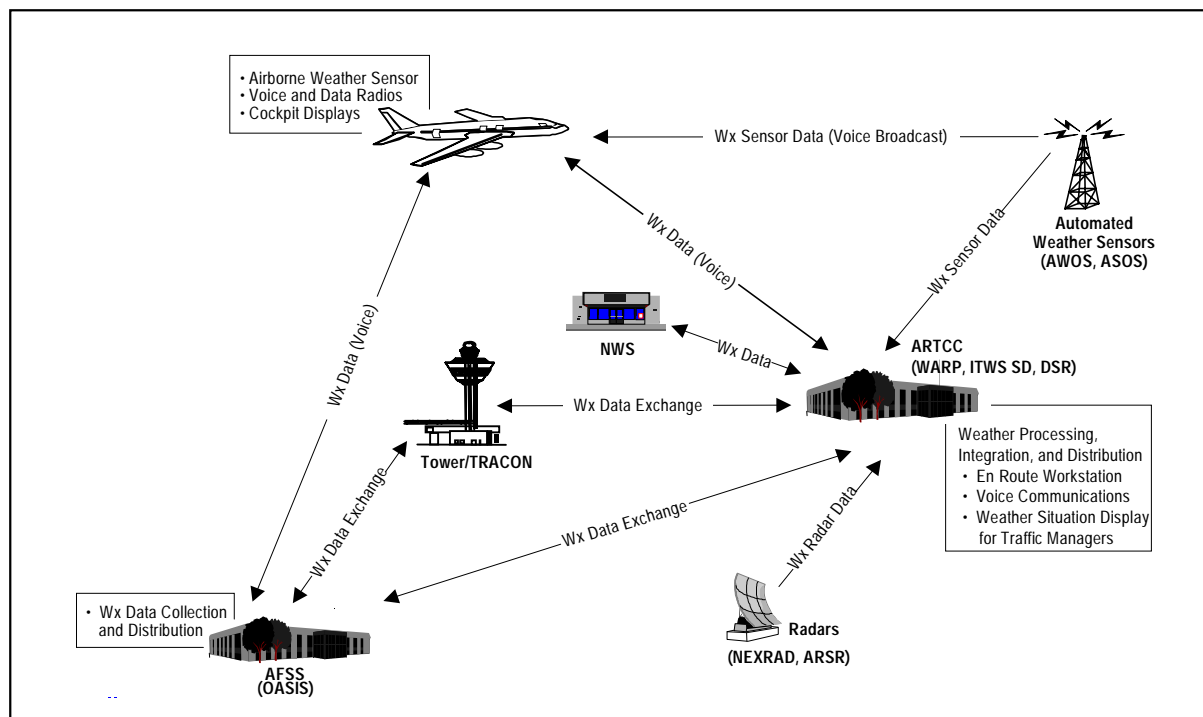 • Airborne Weather Sensor
• Voice and Data Radios
• Cockpit Displays
Wx Sensor Data (Voice Broadcast)
Automated
Weather Sensors
(AWOS, ASOS)
Wx Sensor Data
Wx Data (Voice)
Wx Data (Voice)
NWS
Wx Data
ARTCC
(WARP, ITWS SD, DSR)
Wx Data Exchange
Tower/TRACON
Weather Processing,
Integration, and Distribution
• En Route Workstation
• Voice Communications
• Weather Situation Display
for Traffic Managers
Wx Data Exchange
Wx Data Exchange
Wx Radar Data
• Wx Data Collection
and Distribution
AFSS
(OASIS)
Radars
(NEXRAD, ARSR)